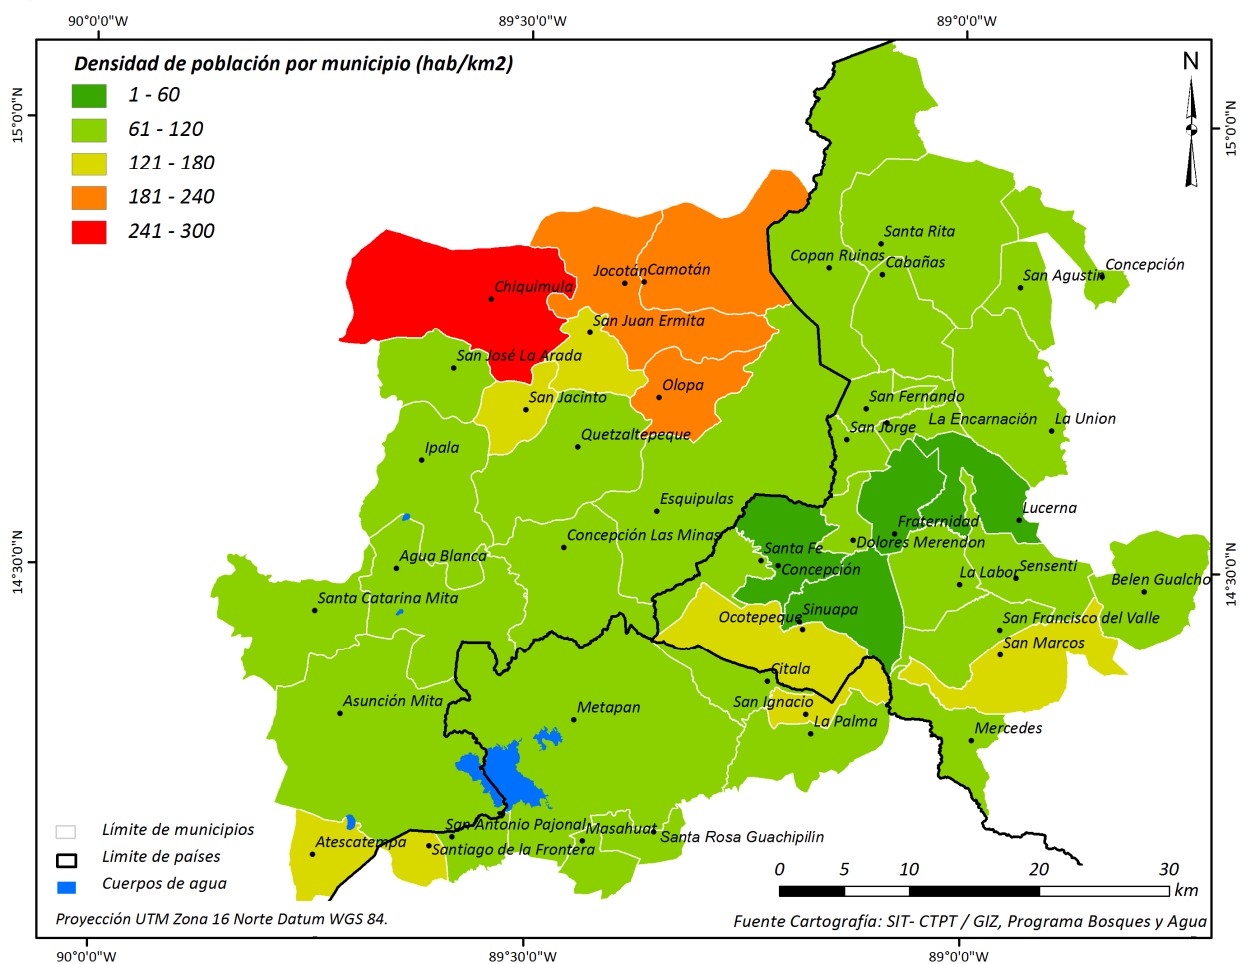 90°0'0"W
89°30'0"W
89°0'0"W
Densidad de población por municipio (hab/km2)
1 - 60
61 - 120
121 - 180
181 - 240
241 - 300
N
15°0'0"N
15°0'0"N
Santa Rita
Copan Ruinas
Cabañas
Concepción
San Agustin
Jocotán
Camotán
Chiquimula
San Juan Ermita
San José La Arada
Olopa
San Jacinto
San Fernando
La Encarnación
La Union
San Jorge
Quetzaltepeque
Ipala
Esquipulas
Lucerna
Fraternidad
Concepción Las Minas
Dolores Merendon
Santa Fe
Agua Blanca
Concepción
La Labor
Sensenti
Belen Gualcho
14°30'0"N
14°30'0"N
Santa Catarina Mita
Sinuapa
Ocotepeque
San Francisco del Valle
San Marcos
Citala
Asunción Mita
Metapan
San Ignacio
La Palma
Mercedes
San Antonio Pajonal
Masahuat
Santa Rosa Guachipilin
Atescatempa
Santiago de la Frontera
Límite de municipios
Limite de países
Cuerpos de agua
0 5 10 20 30
km
Proyección UTM Zona 16 Norte Datum WGS 84.
Fuente Cartografía: SIT- CTPT / GIZ, Programa Bosques y Agua
90°0'0"W
89°30'0"W
89°0'0"W